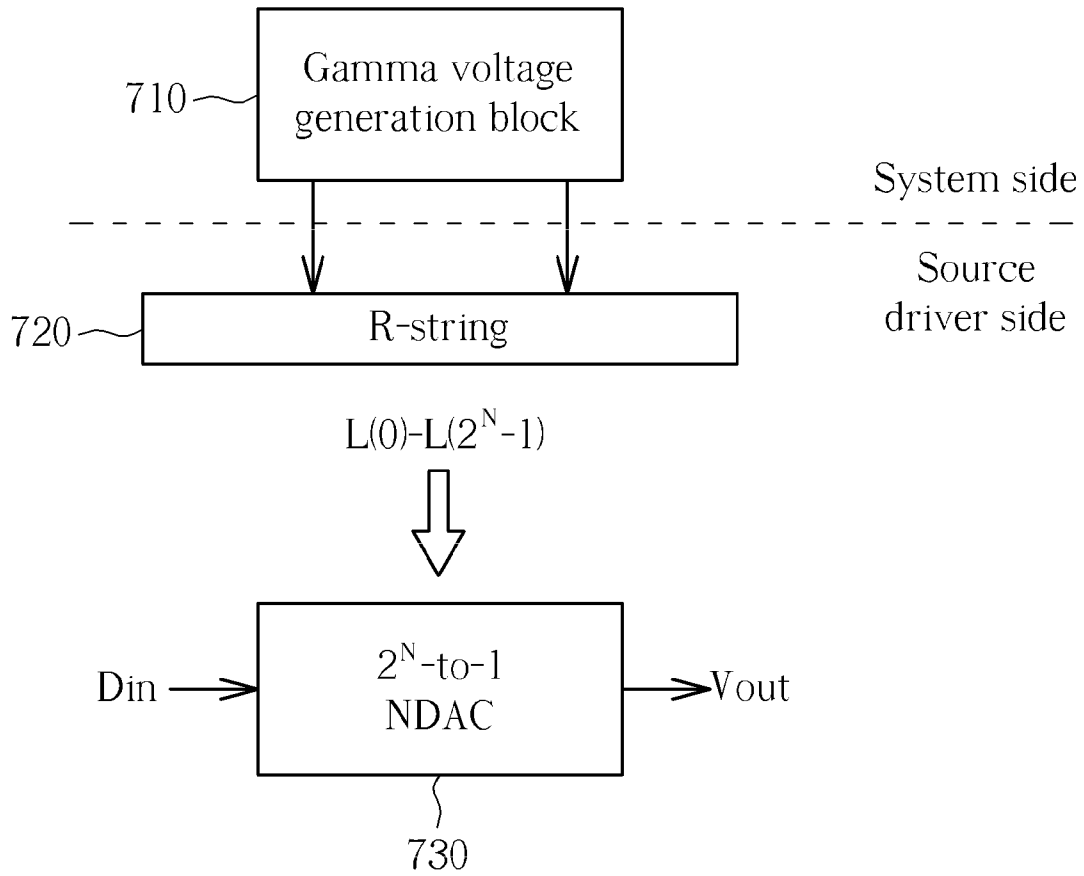 Gamma voltage
generation block
710
System side
Source
driver side
R-string
720
L(0)-L(2^N-1)
2^N-to-1
NDAC
Din
Vout
730